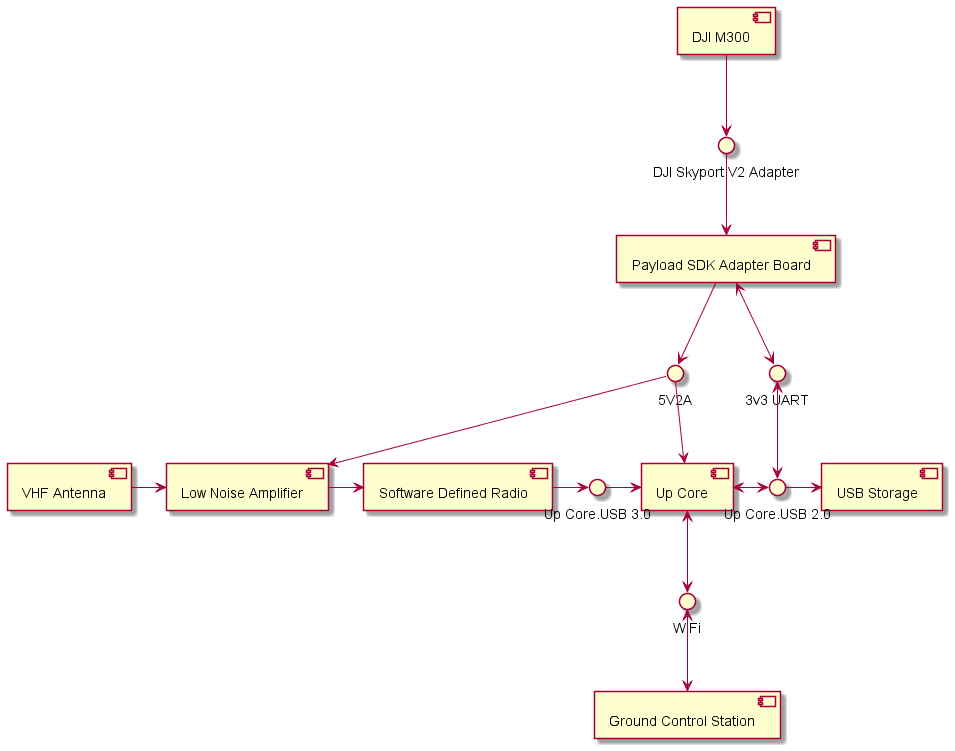 DJI M300
DJI Skyport V2 Adapter
Payload SDK Adapter Board
5V2A
3v3 UART
VHF Antenna
Low Noise Amplifier
Software Defined Radio
Up Core.USB 3.0
Up Core
Up Core.USB 2.0
USB Storage
WiFi
Ground Control Station